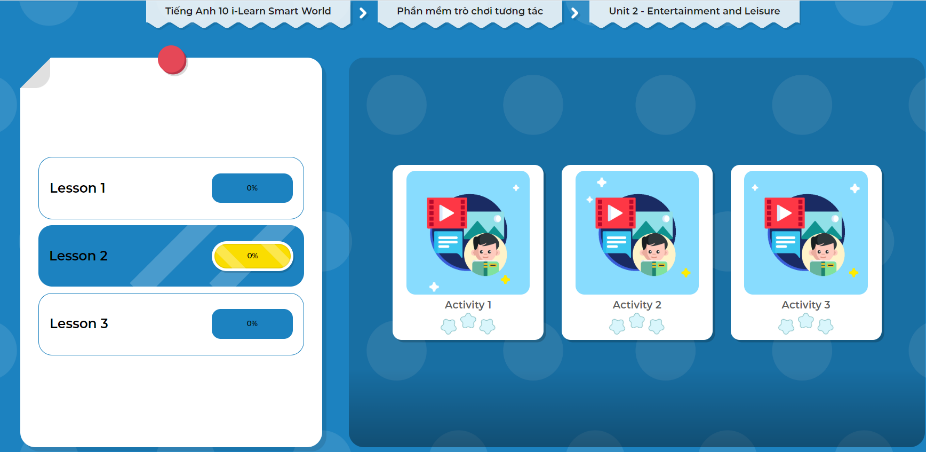 Tiếng Anh 10 i-Learn Smart World
Phần mềm trò chơi tương tác
Unit 2 - Entertainment and Leisure
Lesson 1
0%
Lesson 2
0%
Lesson 3
0%
Activity 1
Activity 2
Activity 3